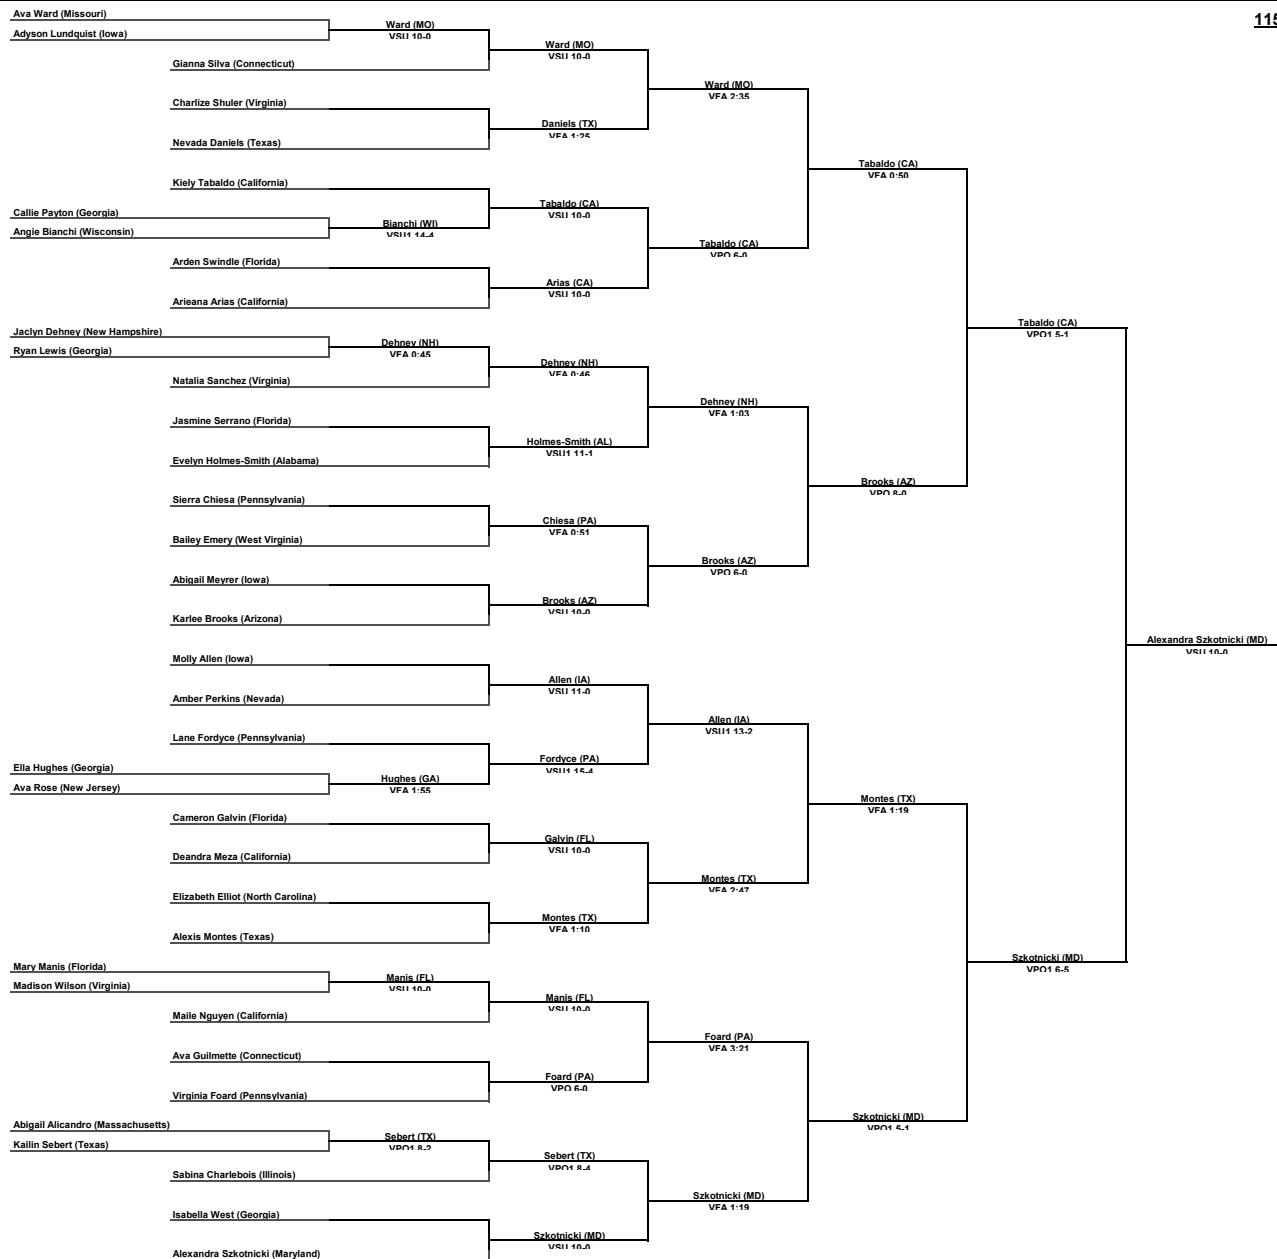 115
Ava Ward (Missouri)
Adyson Lundquist (Iowa)
Ward (MO)
VSU 10-0
Gianna Silva (Connecticut)
Ward (MO)
VSU 10-0
Charlize Shuler (Virginia)
Nevada Daniels (Texas)
Daniels (TX)
VFA 1:25
Ward (MO)
VFA 2:35
Kiely Tabaldo (California)
Callie Payton (Georgia)
Angie Bianchi (Wisconsin)
Bianchi (WI)
VSU1 14-4
Tabaldo (CA)
VSU 10-0
Arden Swindle (Florida)
Arieana Arias (California)
Arias (CA)
VSU 10-0
Tabaldo (CA)
VPO 6-0
Tabaldo (CA)
VFA 0:50
Jaclyn Dehney (New Hampshire)
Ryan Lewis (Georgia)
Dehney (NH)
VFA 0:45
Natalia Sanchez (Virginia)
Dehney (NH)
VFA 0:46
Jasmine Serrano (Florida)
Evelyn Holmes-Smith (Alabama)
Holmes-Smith (AL)
VSU1 11-1
Dehney (NH)
VFA 1:03
Sierra Chiesa (Pennsylvania)
Bailey Emery (West Virginia)
Chiesa (PA)
VFA 0:51
Abigail Meyrer (Iowa)
Karlee Brooks (Arizona)
Brooks (AZ)
VSU 10-0
Brooks (AZ)
VPO 6-0
Brooks (AZ)
VPO 8-0
Tabaldo (CA)
VPO1 5-1
Molly Allen (Iowa)
Amber Perkins (Nevada)
Allen (IA)
VSU 11-0
Lane Fordyce (Pennsylvania)
Ella Hughes (Georgia)
Ava Rose (New Jersey)
Hughes (GA)
VFA 1:55
Fordyce (PA)
VSU1 15-4
Allen (IA)
VSU1 13-2
Cameron Galvin (Florida)
Deandra Meza (California)
Galvin (FL)
VSU 10-0
Elizabeth Elliot (North Carolina)
Alexis Montes (Texas)
Montes (TX)
VFA 1:10
Montes (TX)
VFA 2:47
Montes (TX)
VFA 1:19
Mary Manis (Florida)
Madison Wilson (Virginia)
Manis (FL)
VSU 10-0
Maile Nguyen (California)
Manis (FL)
VSU 10-0
Ava Guilmette (Connecticut)
Virginia Foard (Pennsylvania)
Foard (PA)
VPO 6-0
Foard (PA)
VFA 3:21
Abigail Alicandro (Massachusetts)
Kailin Sebert (Texas)
Sebert (TX)
VPO1 8-2
Sabina Charlebois (Illinois)
Sebert (TX)
VPO1 8-4
Isabella West (Georgia)
Alexandra Szkotnicki (Maryland)
Szkotnicki (MD)
VSU 10-0
Szkotnicki (MD)
VFA 1:19
Szkotnicki (MD)
VPO1 5-1
Szkotnicki (MD)
VPO1 6-5
Alexandra Szkotnicki (MD)
VSU 10-0